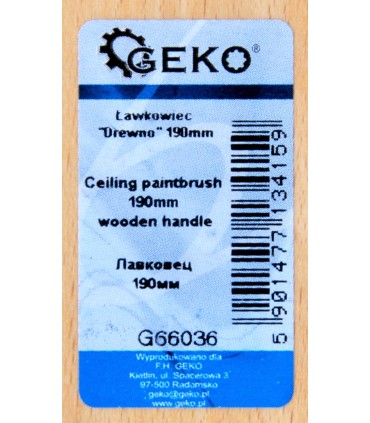 GEKO®
Ławkowiec
"Drewno" 190mm
Ceiling paintbrush
190mm
wooden handle
Лавковец
190мм
G66036
5 901477 134159
Wyprodukowano dla
F.H. GEKO
Kietlin, ul. Spacerowa 3
97-500 Radomsko
geko@geko.pl
www.geko.pl